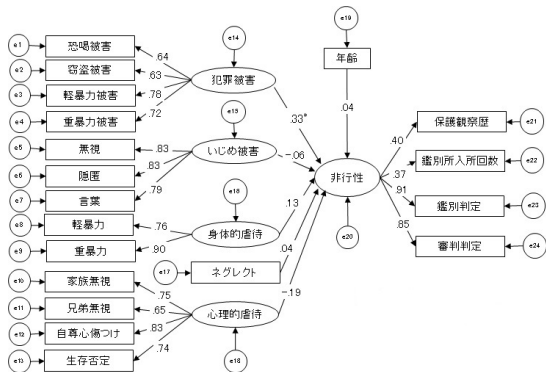 e19
e14
年齢
e1
恐喝被害
.64
e2
窃盗被害
.63
犯罪被害
e3
軽暴力被害
.78
e4
重暴力被害
.72
.04
.33*
保護観察歴
e21
e15
.40
e5
無視
.83
いじめ被害
-.06
鑑別所入所回数
e22
e6
隠匿
.83
.37
非行性
e7
言葉
.79
.91
鑑別判定
e23
e16
.13
e8
軽暴力
.76
.85
身体的虐待
e20
審判判定
e24
e9
重暴力
.90
.04
e17
ネグレクト
-.19
e10
家族無視
.75
e11
兄弟無視
.65
心理的虐待
e12
自尊心傷つけ
.83
e13
生存否定
.74
e18